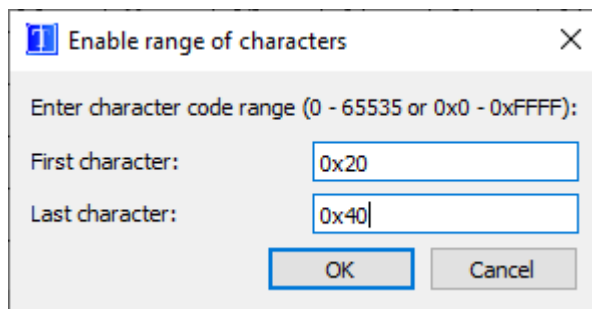 Enable range of characters
Enter character code range (0 - 65535 or 0x0 - 0xFFFF):
First character: 0x20
Last character: 0x40
OK Cancel